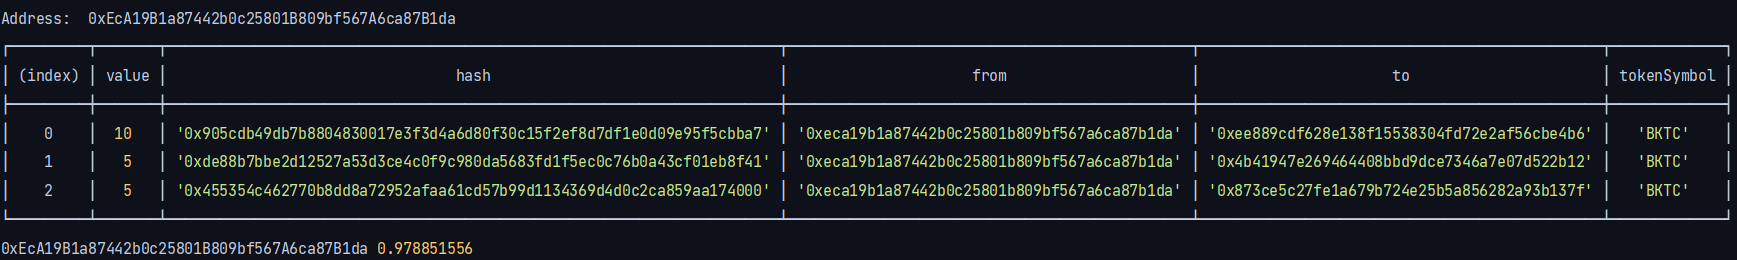 Address:  0xEcA19B1a87442b0c25801B809bf567A6ca87B1da
(index) value hash from to tokenSymbol
0 10 '0x905cdb49db7b8804830017e3f3d4a6d80f30c15f2ef8d7df1e0d09e95f5cbba7' '0xeca19b1a87442b0c25801b809bf567a6ca87b1da' '0xee889cdf628e138f15538304fd72e2af56cbe4b6' 'BKTC'
1 5 '0xde88b7bbe2d12527a53d3ce4c0f9c980da5683fd1f5ec0c76b0a43cf01eb8f41' '0xeca19b1a87442b0c25801b809bf567a6ca87b1da' '0x4b41947e269464408bbd9dce7346a7e07d522b12' 'BKTC'
2 5 '0x455354c462770b8dd8a72952afaa61cd57b99d1134369d4d0c2ca859aa174000' '0xeca19b1a87442b0c25801b809bf567a6ca87b1da' '0x873ce5c27fe1a679b724e25b5a856282a93b137f' 'BKTC'
0xEcA19B1a87442b0c25801B809bf567A6ca87B1da 0.978851556